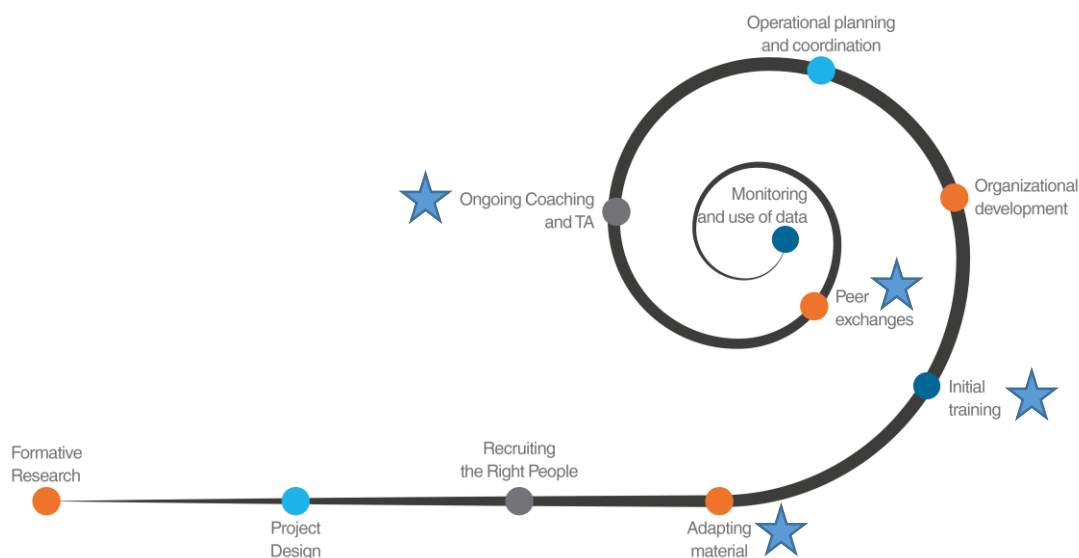 Operational planning
and coordination
Ongoing Coaching
and TA
Monitoring
and use of data
Organizational
development
Peer
exchanges
Initial
training
Formative
Research
Recruiting
the Right People
Project
Design
Adapting
material